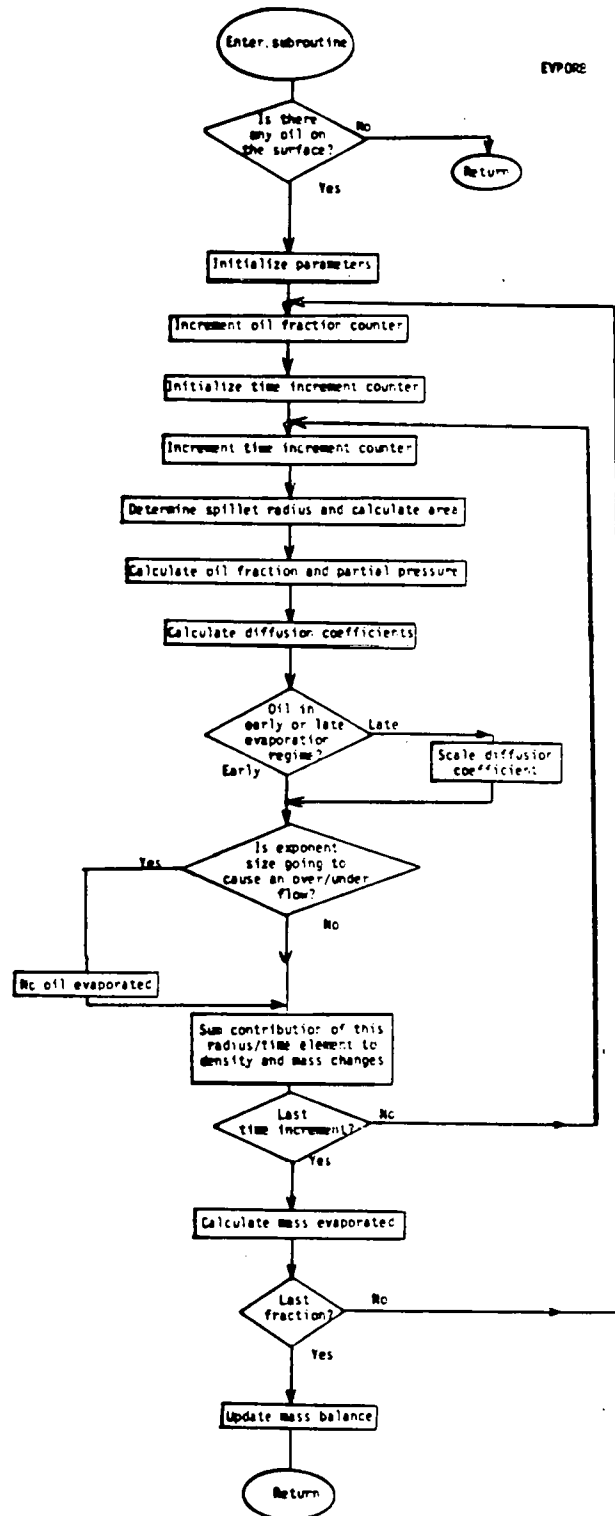 Enter subroutine
EVPORB
Is there
any oil on
the surface?
No
Return
Yes
Initialize parameters
Increment oil fraction counter
Initialize time increment counter
Increment time increment counter
Determine spillet radius and calculate area
Calculate oil fraction and partial pressure
Calculate diffusion coefficients
Oil in
early or late
evaporation
regime?
Late
Scale diffusion
coefficient
Early
Is exponent
size going to
cause an over/under
flow?
Yes
No
No oil evaporated
Sum contribution of this
radius/time element to
density and mass changes
Last
time increment?
No
Yes
Calculate mass evaporated
Last
fraction?
No
Yes
Update mass balance
Return